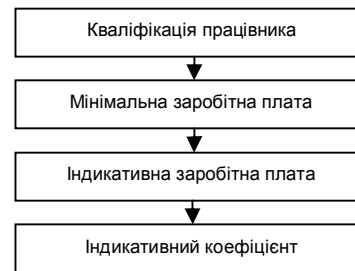 Кваліфікація працівника
Мінімальна заробітна плата
Індикативна заробітна плата
Індикативний коефіцієнт